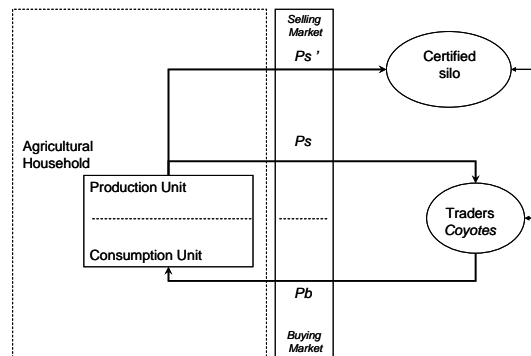 Selling
Market
Ps '
Certified
silo
Agricultural
Household
Ps
Production Unit
Traders
Coyotes
Consumption Unit
Pb
Buying
Market